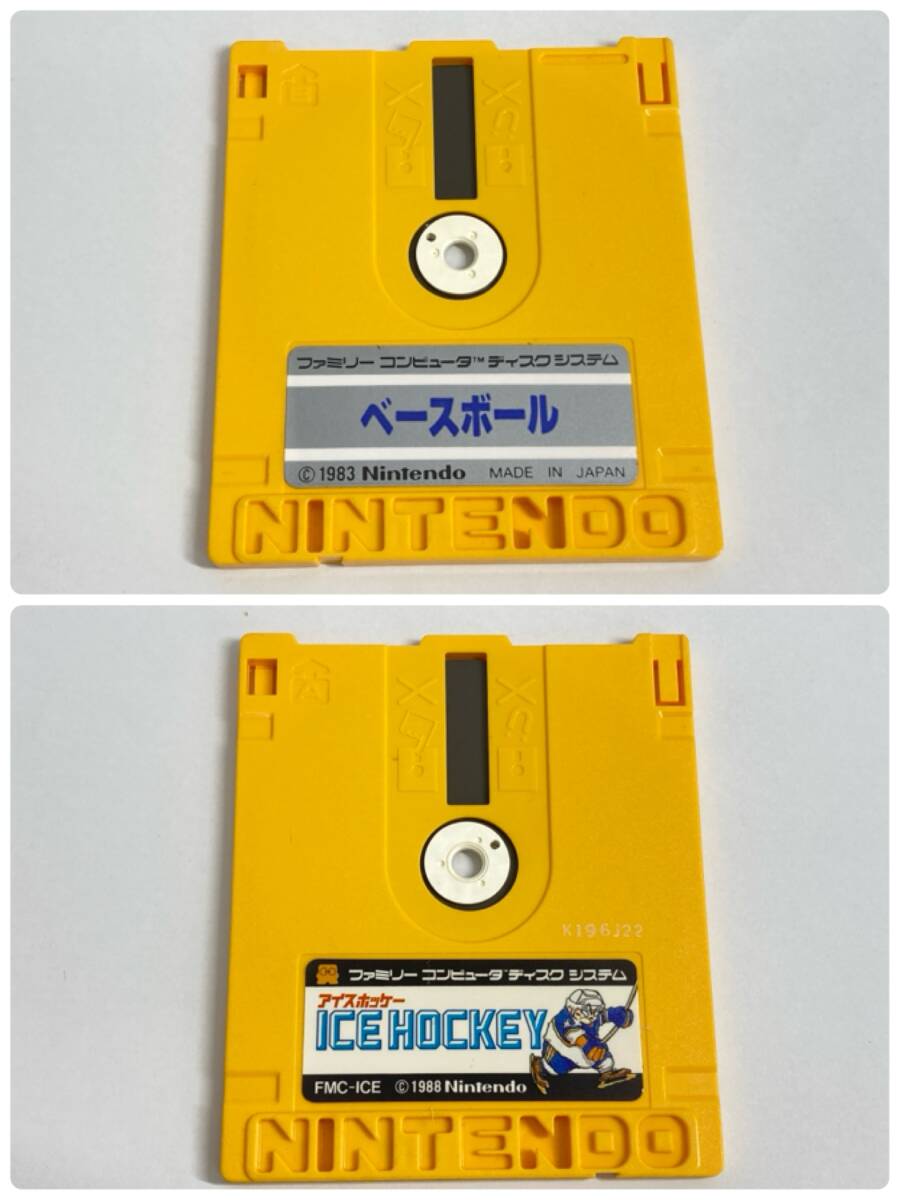 ファミリー コンピュータ™ ディスク システム
ベースボール
©1983 Nintendo MADE IN JAPAN
NINTENDO
K196J22
ファミリー コンピュータ™ ディスク システム
アイスホッケー
ICE HOCKEY
FMC-ICE ©1988 Nintendo
NINTENDO